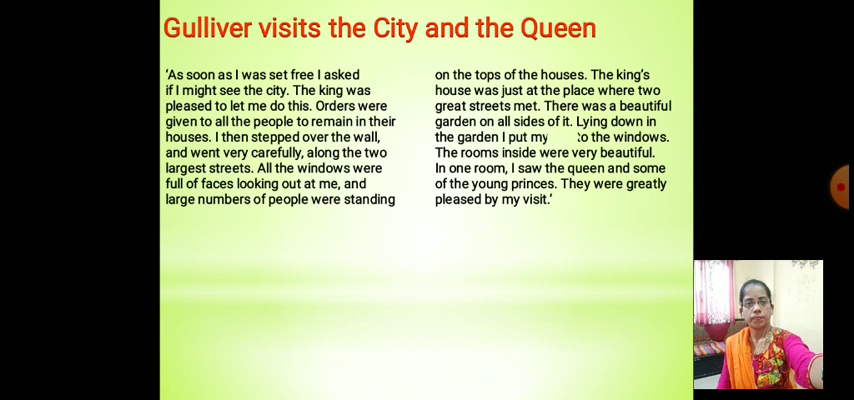 Gulliver visits the City and the Queen
‘As soon as I was set free I asked
if I might see the city. The king was
pleased to let me do this. Orders were
given to all the people to remain in their
houses. I then stepped over the wall,
and went very carefully, along the two
largest streets. All the windows were
full of faces looking out at me, and
large numbers of people were standing
on the tops of the houses. The king’s
house was just at the place where two
great streets met. There was a beautiful
garden on all sides of it. Lying down in
the garden I put my to the windows.
The rooms inside were very beautiful.
In one room, I saw the queen and some
of the young princes. They were greatly
pleased by my visit.’